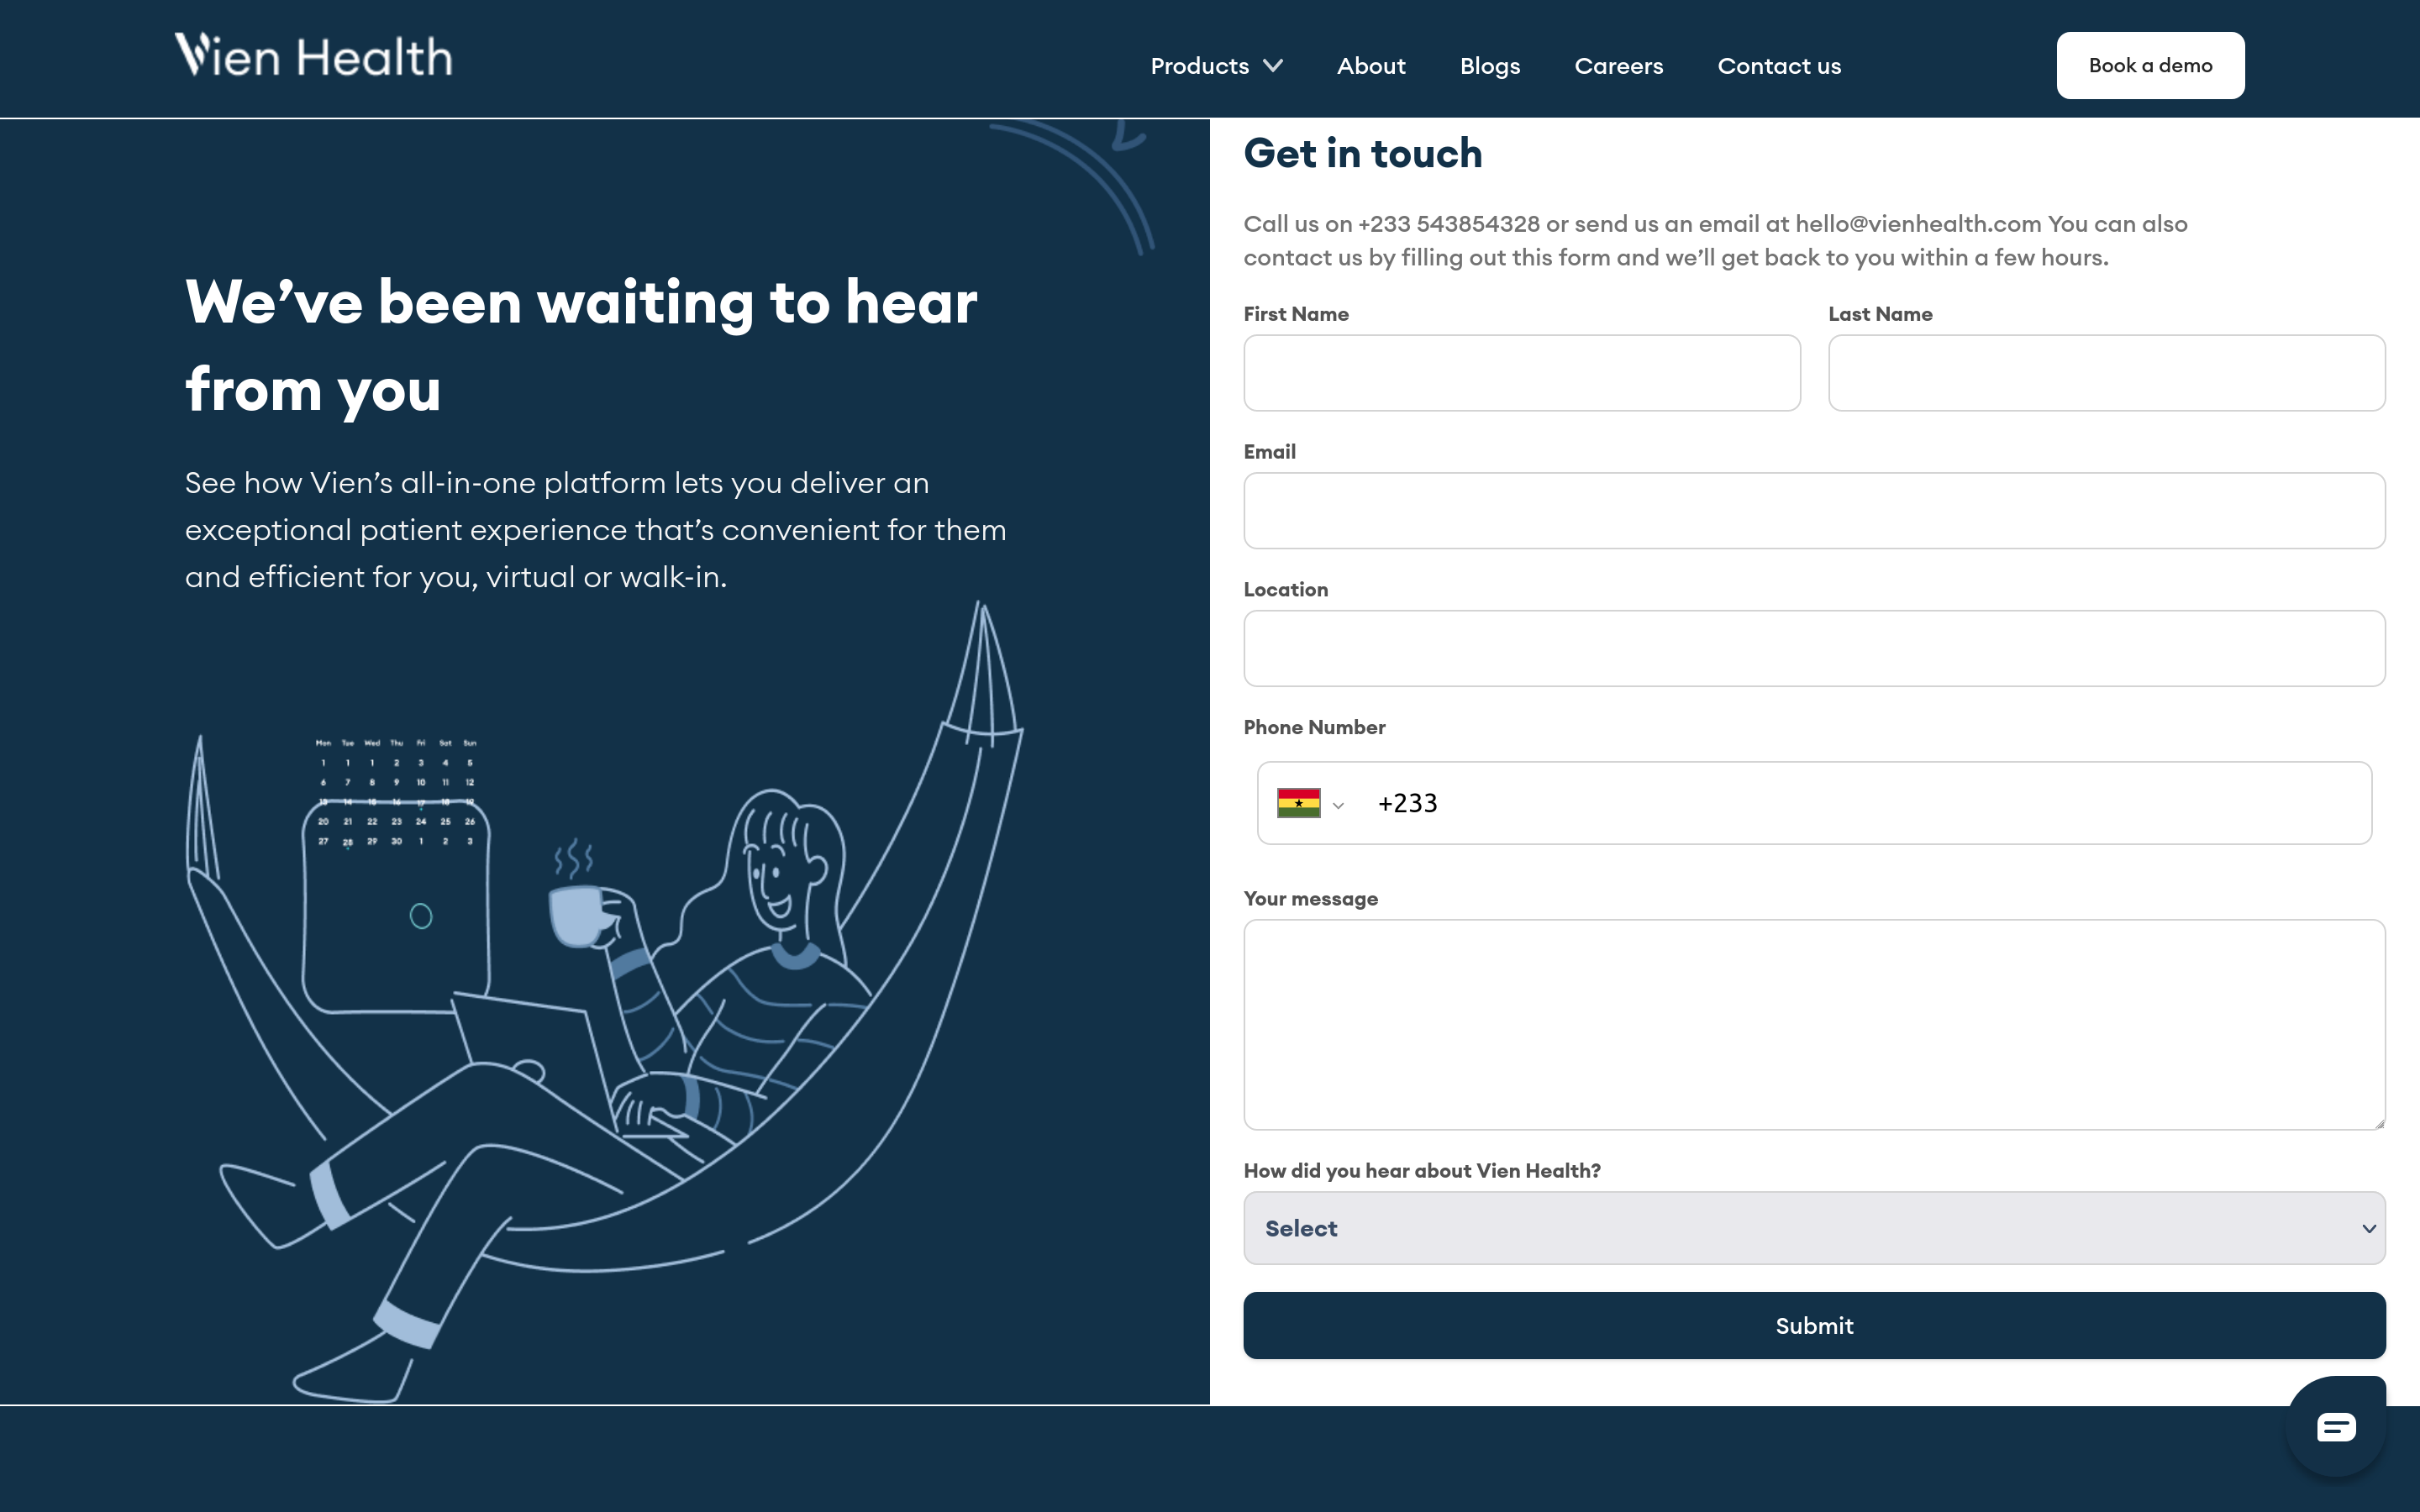 Vien Health
Products
About
Blogs
Careers
Contact us
Book a demo
We’ve been waiting to hear
from you
See how Vien’s all-in-one platform lets you deliver an
exceptional patient experience that’s convenient for them
and efficient for you, virtual or walk-in.
Mon Tue Wed Thu Fri Sat Sun
1 1 1 2 3 4 5
6 7 8 9 10 11 12
13 14 15 16 17 18 19
20 21 22 23 24 25 26
27 28 29 30 1 2 3
Get in touch
Call us on +233 543854328 or send us an email at hello@vienhealth.com You can also
contact us by filling out this form and we’ll get back to you within a few hours.
First Name
Last Name
Email
Location
Phone Number
+233
Your message
How did you hear about Vien Health?
Select
Submit